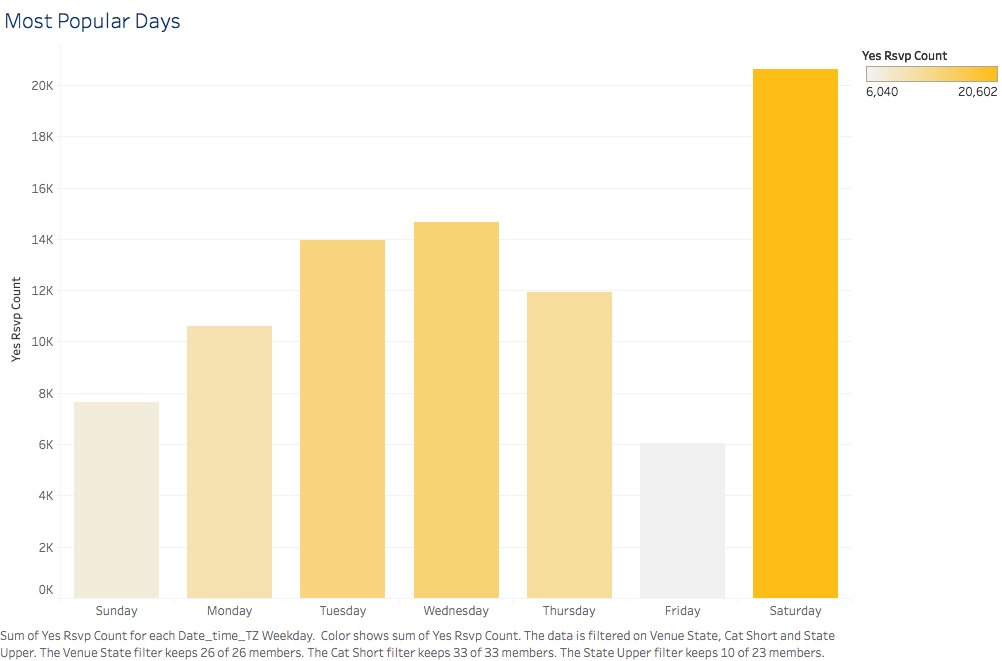 Most Popular Days
Yes Rsvp Count
6,040 20,602
20K
18K
16K
14K
12K
10K
8K
6K
4K
2K
0K
Yes Rsvp Count
Sunday Monday Tuesday Wednesday Thursday Friday Saturday
Sum of Yes Rsvp Count for each Date_time_TZ Weekday.  Color shows sum of Yes Rsvp Count. The data is filtered on Venue State, Cat Short and State
Upper. The Venue State filter keeps 26 of 26 members. The Cat Short filter keeps 33 of 33 members. The State Upper filter keeps 10 of 23 members.